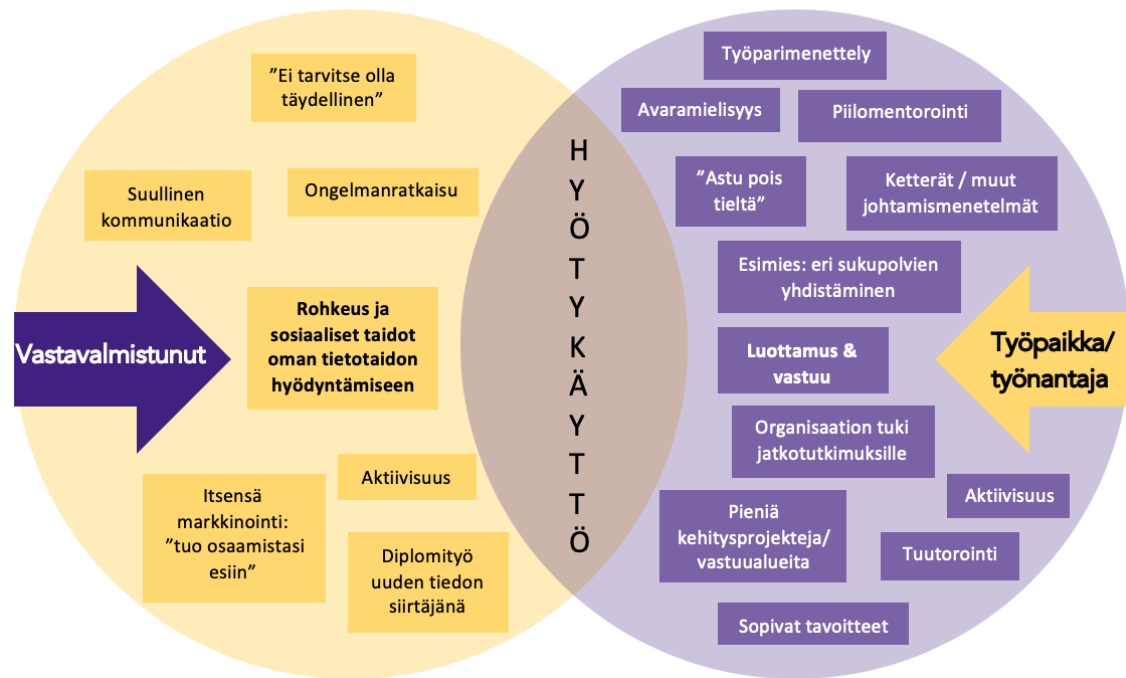 ”Ei tarvitse olla
täydellinen”
Suullinen
kommunikaatio
Ongelmanratkaisu
Vastavalmistunut
Rohkeus ja
sosiaaliset taidot
oman tietotaidon
hyödyntämiseen
Itsensä
markkinointi:
”tuo osaamistasi
esiin”
Aktiivisuus
Diplomityö
uuden tiedon
siirtäjänä
H
Y
Ö
T
Y
K
Ä
Y
T
T
Ö
Työparimenettely
Avaramielisyys
Piilomentorointi
”Astu pois
tieltä”
Ketterät / muut
johtamismenetelmät
Esimies: eri sukupolvien
yhdistäminen
Luottamus &
vastuu
Työpaikka/
työnantaja
Organisaation tuki
jatkotutkimuksille
Pieniä
kehitysprojekteja/
vastuualueita
Aktiivisuus
Tuutorointi
Sopivat tavoitteet